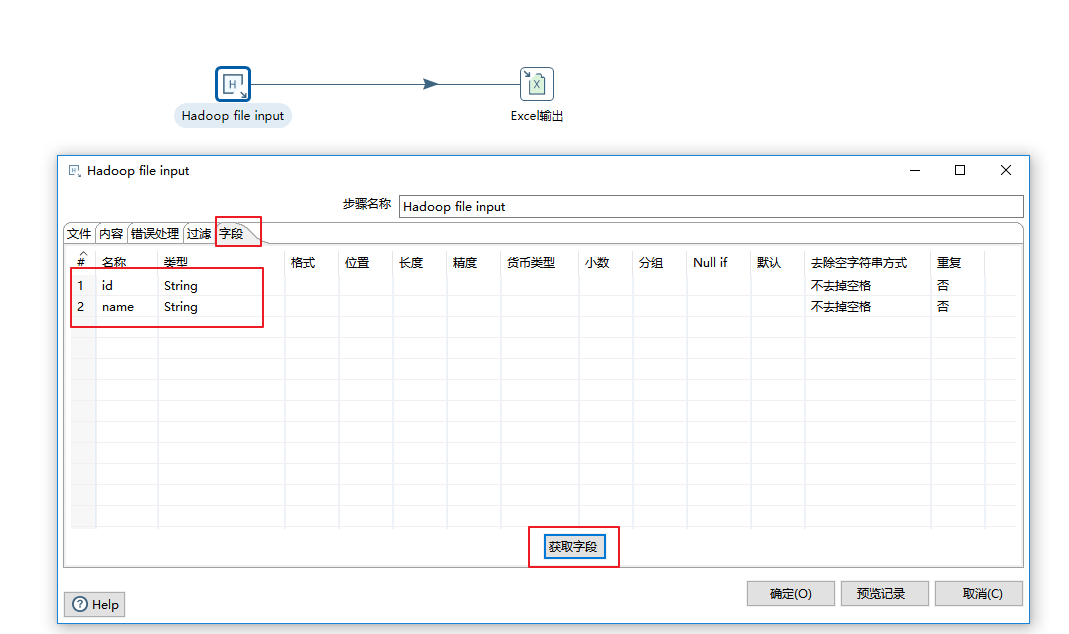 H
X
Hadoop file input
Excel输出
H
Hadoop file input
步骤名称
Hadoop file input
文件 内容 错误处理 过滤 字段
# 名称 类型 格式 位置 长度 精度 货币类型 小数 分组 Null if 默认 去除空字符串方式 重复
1 id String 不去掉空格 否
2 name String 不去掉空格 否
获取字段
? Help
确定(O) 预览记录 取消(C)